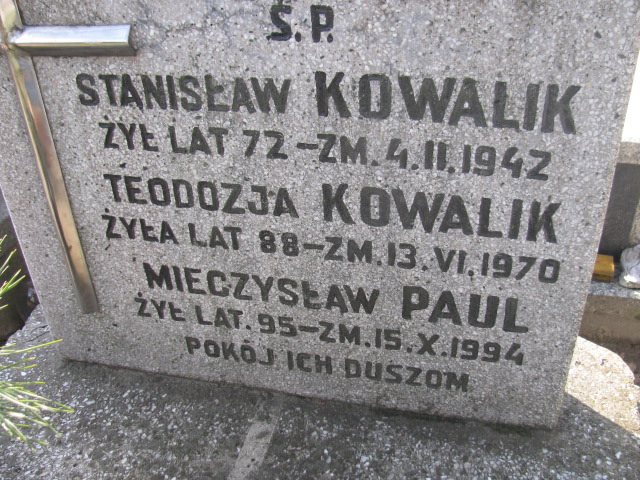 Ś.P.
STANISŁAW KOWALIK
ŻYŁ LAT 72 – ZM. 4.II.1942
TEODOZJA KOWALIK
ŻYŁA LAT 88 – ZM. 13.VI.1970
MIECZYSŁAW PAUL
ŻYŁ LAT. 95 – ZM. 15.X.1994
POKÓJ ICH DUSZOM